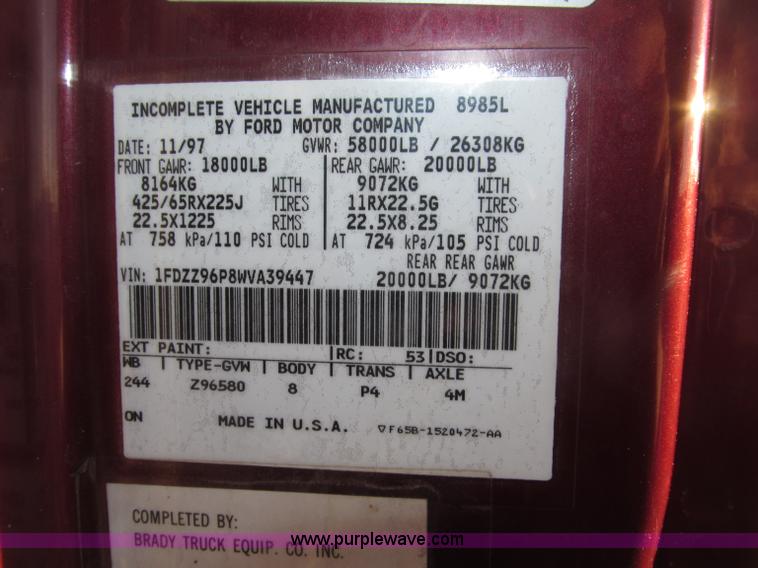 INCOMPLETE VEHICLE MANUFACTURED 8985L
BY FORD MOTOR COMPANY
DATE: 11/97 GVWR: 58000LB / 26308KG
FRONT GAWR: 18000LB REAR GAWR: 20000LB
8164KG WITH 9072KG WITH
425/65RX225J TIRES 11RX22.5G TIRES
22.5X1225 RIMS 22.5X8.25 RIMS
AT 758 kPa/110 PSI COLD AT 724 kPa/105 PSI COLD
REAR REAR GAWR
VIN: 1FDZZ96P8WVA39447 20000LB/ 9072KG
EXT PAINT: RC: 53 DSO:
WB TYPE-GVW BODY TRANS AXLE
244 Z96580 8 P4 4M
ON MADE IN U.S.A. ▽F65B-1520472-AA
COMPLETED BY:
BRADY TRUCK EQUIP. CO. INC.
www.purplewave.com